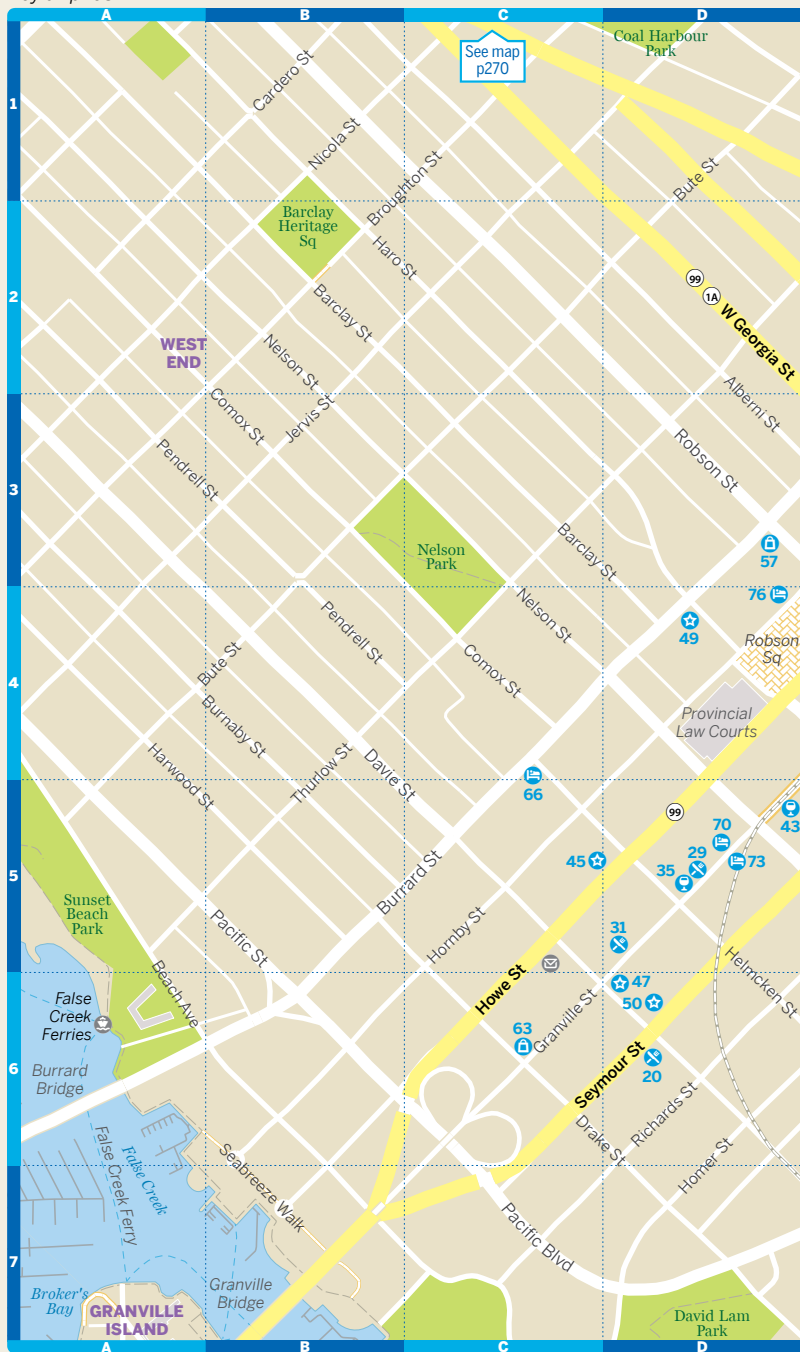 A
B
C
D
See map
p270
Coal Harbour
Park
1
Cardero St
Nicola St
Broughton St
Bute St
Barclay
Heritage
Sq
Haro St
2
99
1A
W Georgia St
Barclay St
WEST
END
Nelson St
Alberni St
Comox St
Jervis St
Robson St
Pendrell St
3
Barclay St
57
Nelson
Park
76
Nelson St
49
Pendrell St
Robson
Sq
Bute St
Comox St
4
Burnaby St
Provincial
Law Courts
Harwood St
Thurlow St
Davie St
66
99
43
70
29
45
35
73
5
Burrard St
Sunset
Beach
Park
Pacific St
Hornby St
31
Helmcken St
Beach Ave
Howe St
47
50
False
Creek
Ferries
Granville St
63
6
Burrard
Bridge
Seymour St
20
Richards St
Drake St
Homer St
False Creek Ferry
False Creek
Seabreeze Walk
Pacific Blvd
7
Broker's
Bay
Granville
Bridge
GRANVILLE
ISLAND
David Lam
Park
A
B
C
D